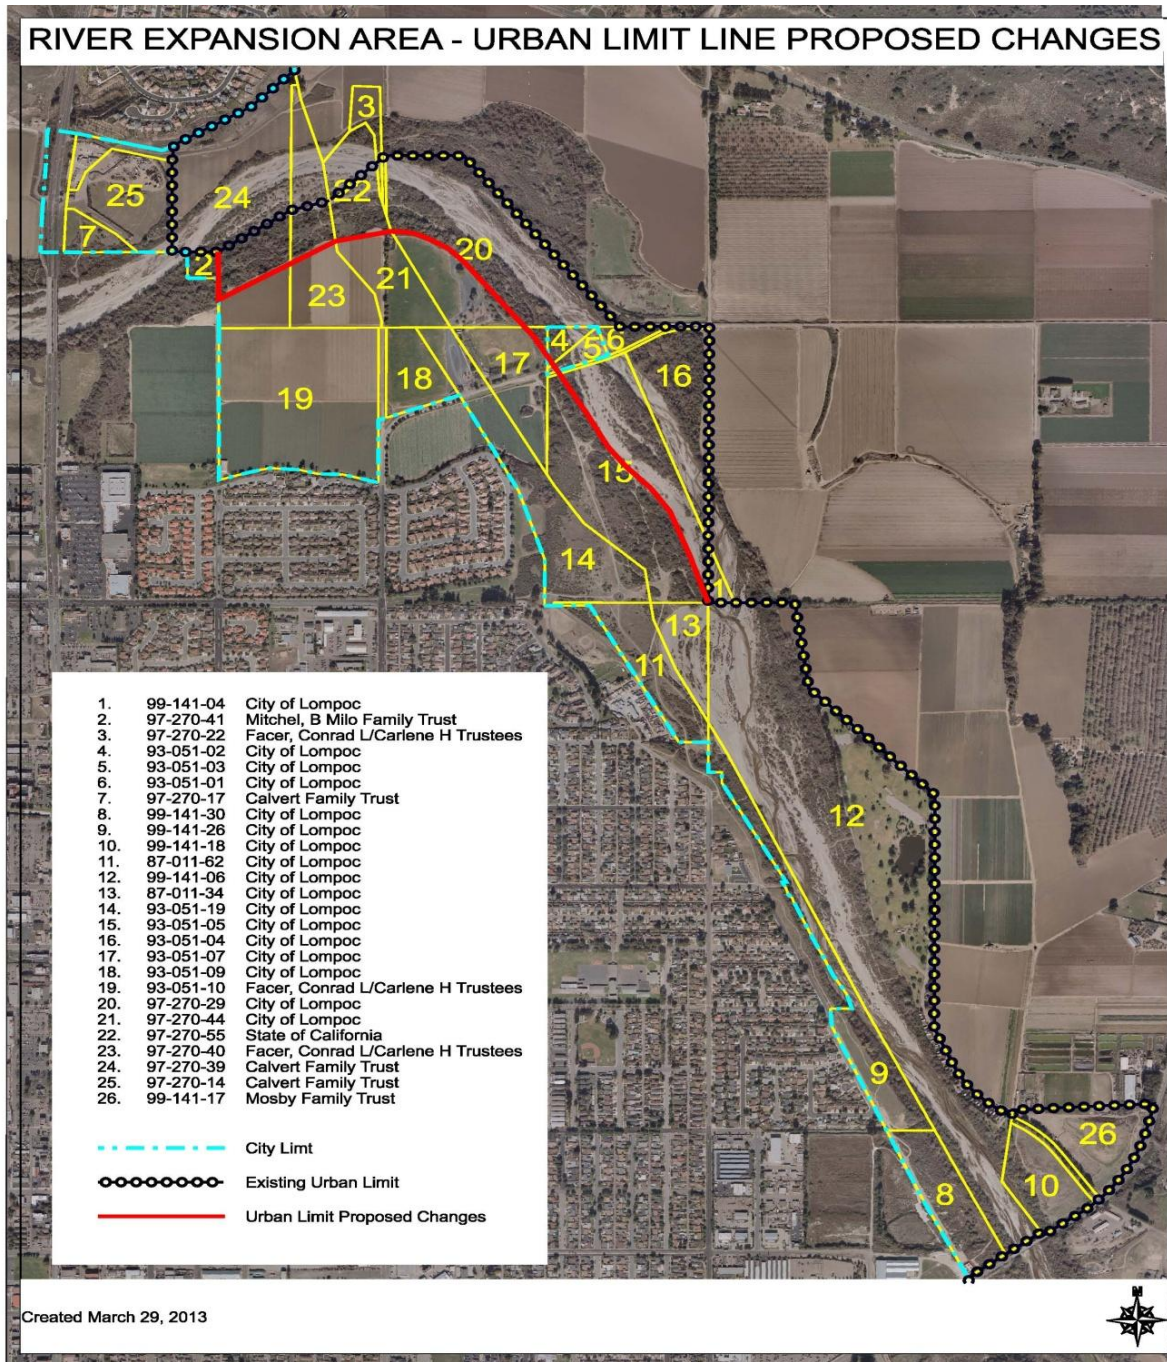 RIVER EXPANSION AREA - URBAN LIMIT LINE PROPOSED CHANGES
3
25
24
22
7
2
20
21
23
4
6
5
17
16
18
19
15
14
1
13
11
12
9
26
10
8
1. 99-141-04 City of Lompoc
2. 97-270-41 Mitchel, B Milo Family Trust
3. 97-270-22 Facer, Conrad L/Carlene H Trustees
4. 93-051-02 City of Lompoc
5. 93-051-03 City of Lompoc
6. 93-051-01 City of Lompoc
7. 97-270-17 Calvert Family Trust
8. 99-141-30 City of Lompoc
9. 99-141-26 City of Lompoc
10. 99-141-18 City of Lompoc
11. 87-011-62 City of Lompoc
12. 99-141-06 City of Lompoc
13. 87-011-34 City of Lompoc
14. 93-051-19 City of Lompoc
15. 93-051-05 City of Lompoc
16. 93-051-04 City of Lompoc
17. 93-051-07 City of Lompoc
18. 93-051-09 City of Lompoc
19. 93-051-10 Facer, Conrad L/Carlene H Trustees
20. 97-270-29 City of Lompoc
21. 97-270-44 City of Lompoc
22. 97-270-55 State of California
23. 97-270-40 Facer, Conrad L/Carlene H Trustees
24. 97-270-39 Calvert Family Trust
25. 97-270-14 Calvert Family Trust
26. 99-141-17 Mosby Family Trust
City Limt
Existing Urban Limit
Urban Limit Proposed Changes
Created March 29, 2013
N